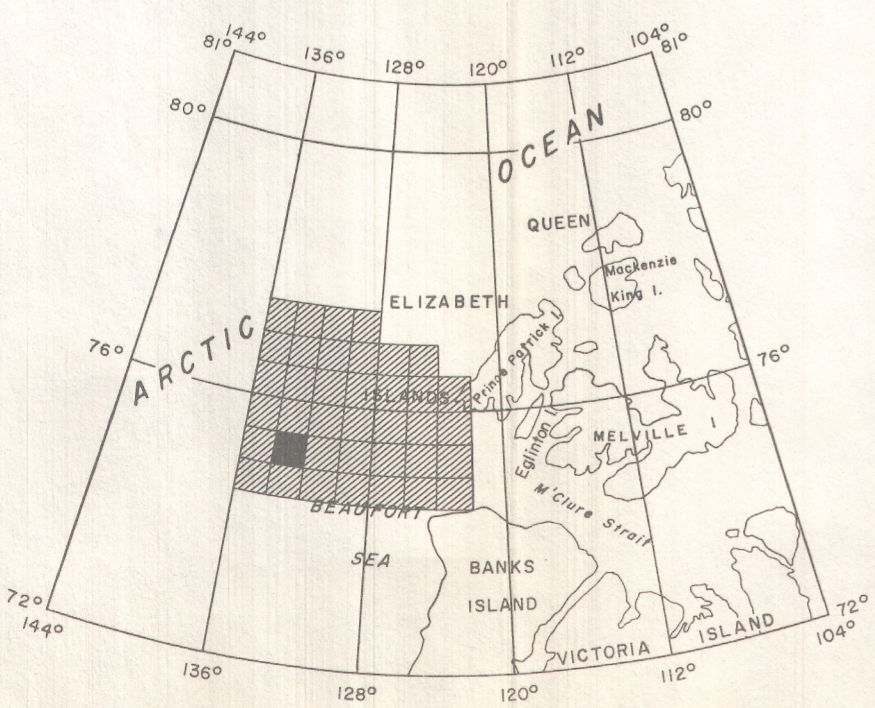 144° 136° 128° 120° 112° 104°
81° 81°
80° 80°
OCEAN
QUEEN
Mackenzie
King I.
ELIZABETH
ISLANDS
Prince Patrick I.
ARCTIC
76° 76°
Eglinton I.
MELVILLE I
M'Clure Strait
BEAUFORT
SEA
BANKS
ISLAND
VICTORIA ISLAND
72° 72°
144° 136° 128° 120° 112° 104°